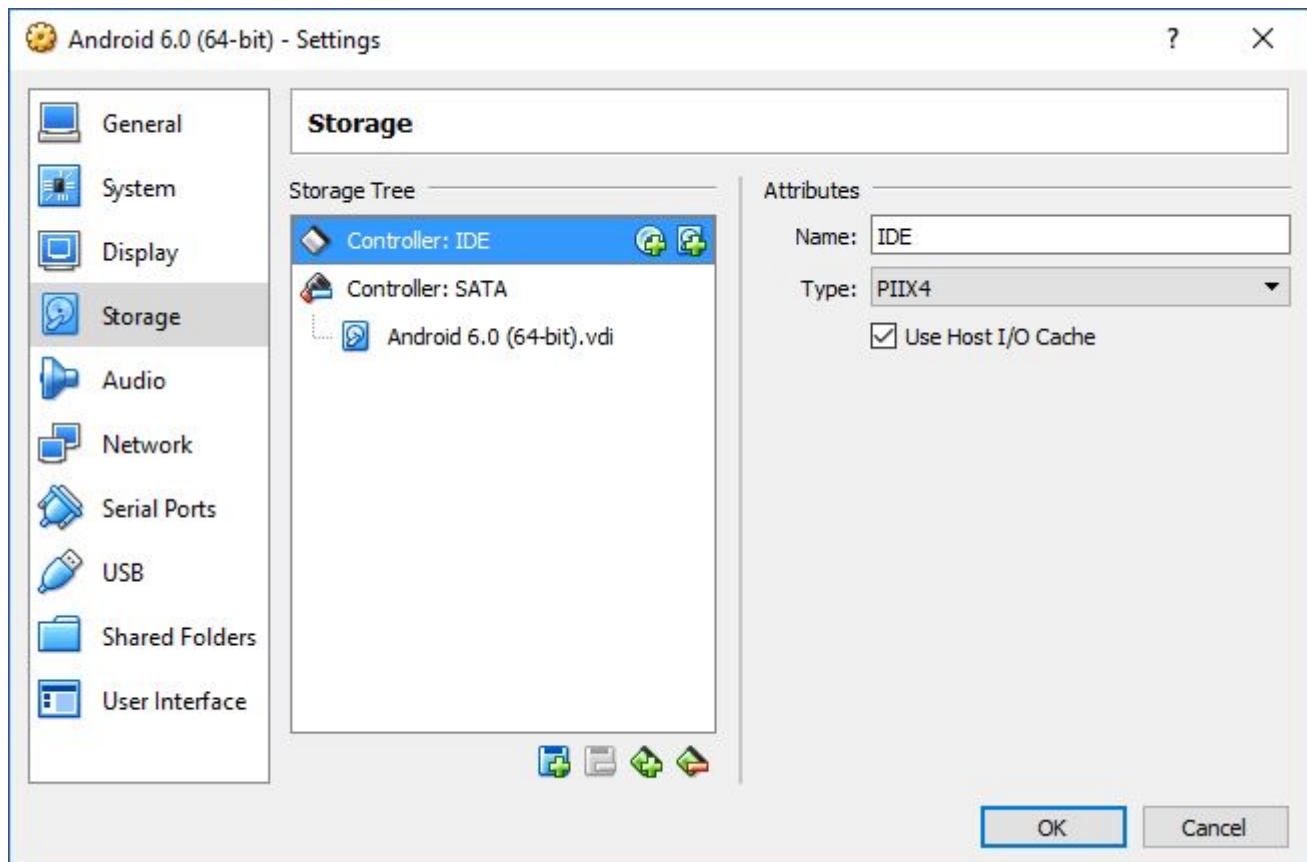 Android 6.0 (64-bit) - Settings
?
General
System
Display
Storage
Audio
Network
Serial Ports
USB
Shared Folders
User Interface
Storage
Storage Tree
Controller: IDE
Controller: SATA
Android 6.0 (64-bit).vdi
Attributes
Name: IDE
Type: PIIX4
Use Host I/O Cache
OK
Cancel